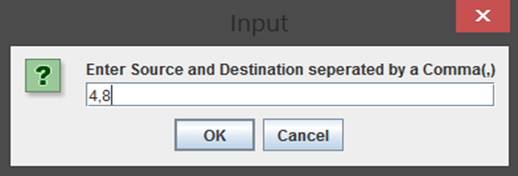 Input
x
?
Enter Source and Destination seperated by a Comma(,)
4,8
OK Cancel